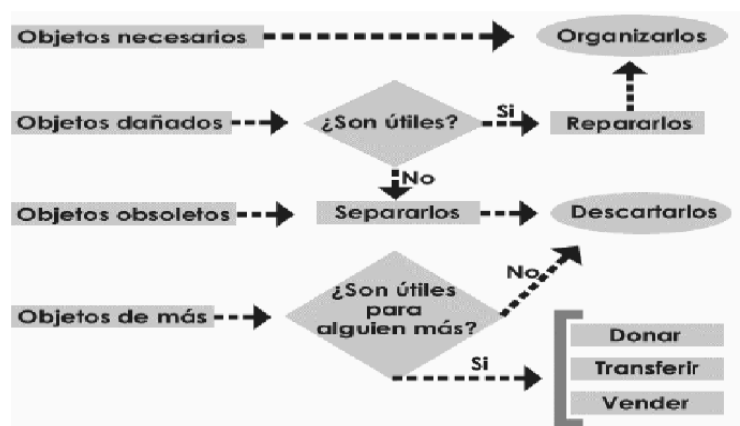 Objetos necesarios
Organizarlos
Objetos dañados
¿Son útiles?
Si
Repararlos
No
Objetos obsoletos
Separarlos
Descartarlos
Objetos de más
¿Son útiles
para
alguien más?
No
Si
Donar
Transferir
Vender